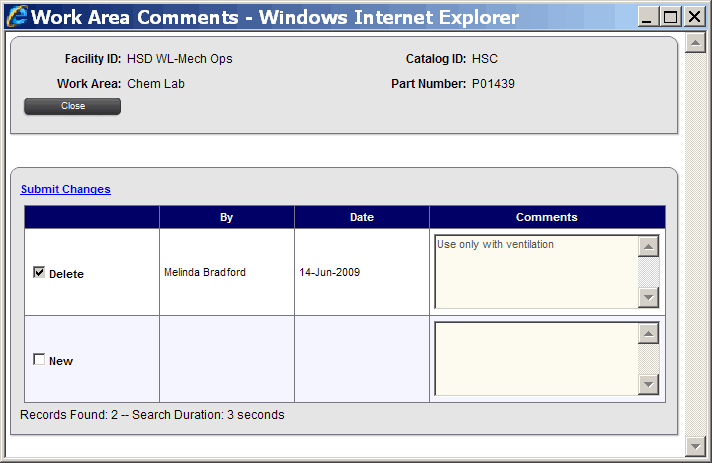 Work Area Comments - Windows Internet Explorer
Facility ID: HSD WL-Mech Ops Catalog ID: HSC
Work Area: Chem Lab Part Number: P01439
Close
Submit Changes
By Date Comments
Use only with ventilation
Delete Melinda Bradford 14-Jun-2009
New
Records Found: 2 -- Search Duration: 3 seconds